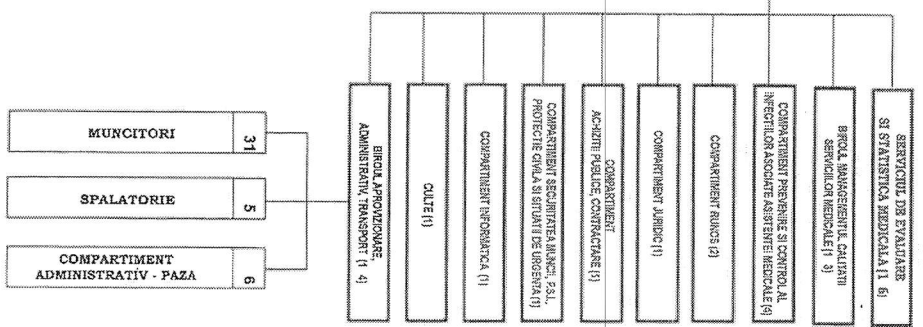 SERVICIUL DE EVALUARE
SI STATISTICA MEDICALA (1 6)
BIROUL MANAGEMENTUL CALITATII
SERVICIILOR MEDICALE (1 3)
COMPARTIMENT PREVENIRE SI CONTROL AL
INFECTIILOR ASOCIATE ASISTENTEI MEDICALE (4)
COMPARTIMENT RUNOS (2)
COMPARTIMENT JURIDIC (1)
COMPARTIMENT
ACHIZITII PUBLICE, CONTRACTARE (5)
COMPARTIMENT SECURITATEA MUNCII, P.S.I.,
PROTECTIE CIVILA SI SITUATII DE URGENTA (1)
COMPARTIMENT INFORMATICA (1)
CULTE (1)
BIROUL APROVIZIONARE,
ADMINISTRATIV, TRANSPORT (1 4)
MUNCITORI 31
SPALATORIE 5
COMPARTIMENT
ADMINISTRATIV - PAZA 6